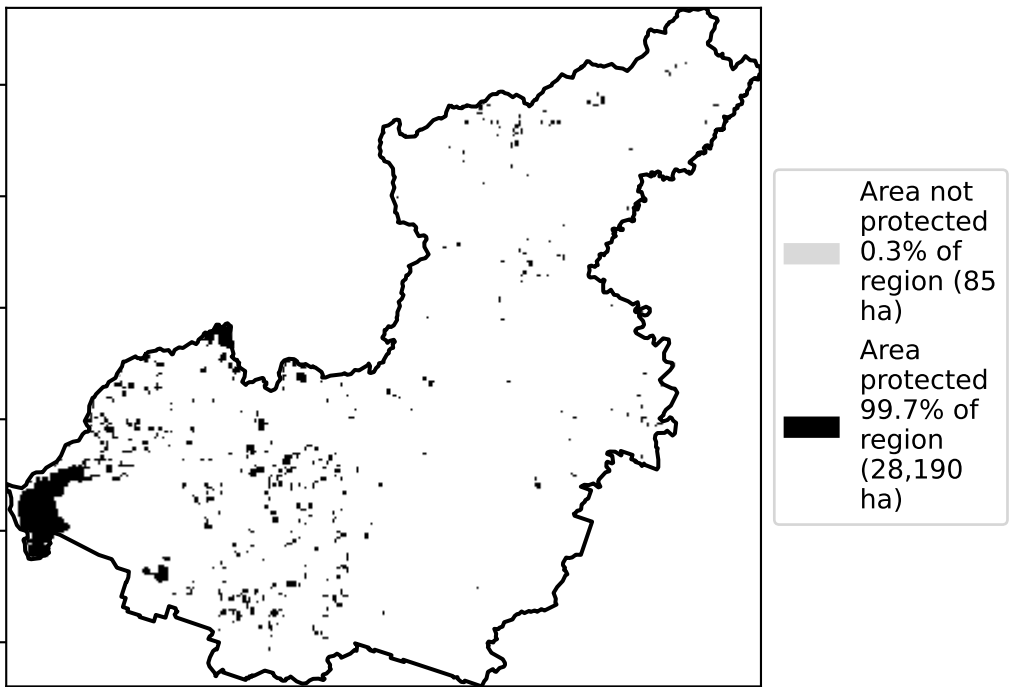 Area not
protected
0.3% of
region (85
ha)
Area
protected
99.7% of
region
(28,190
ha)